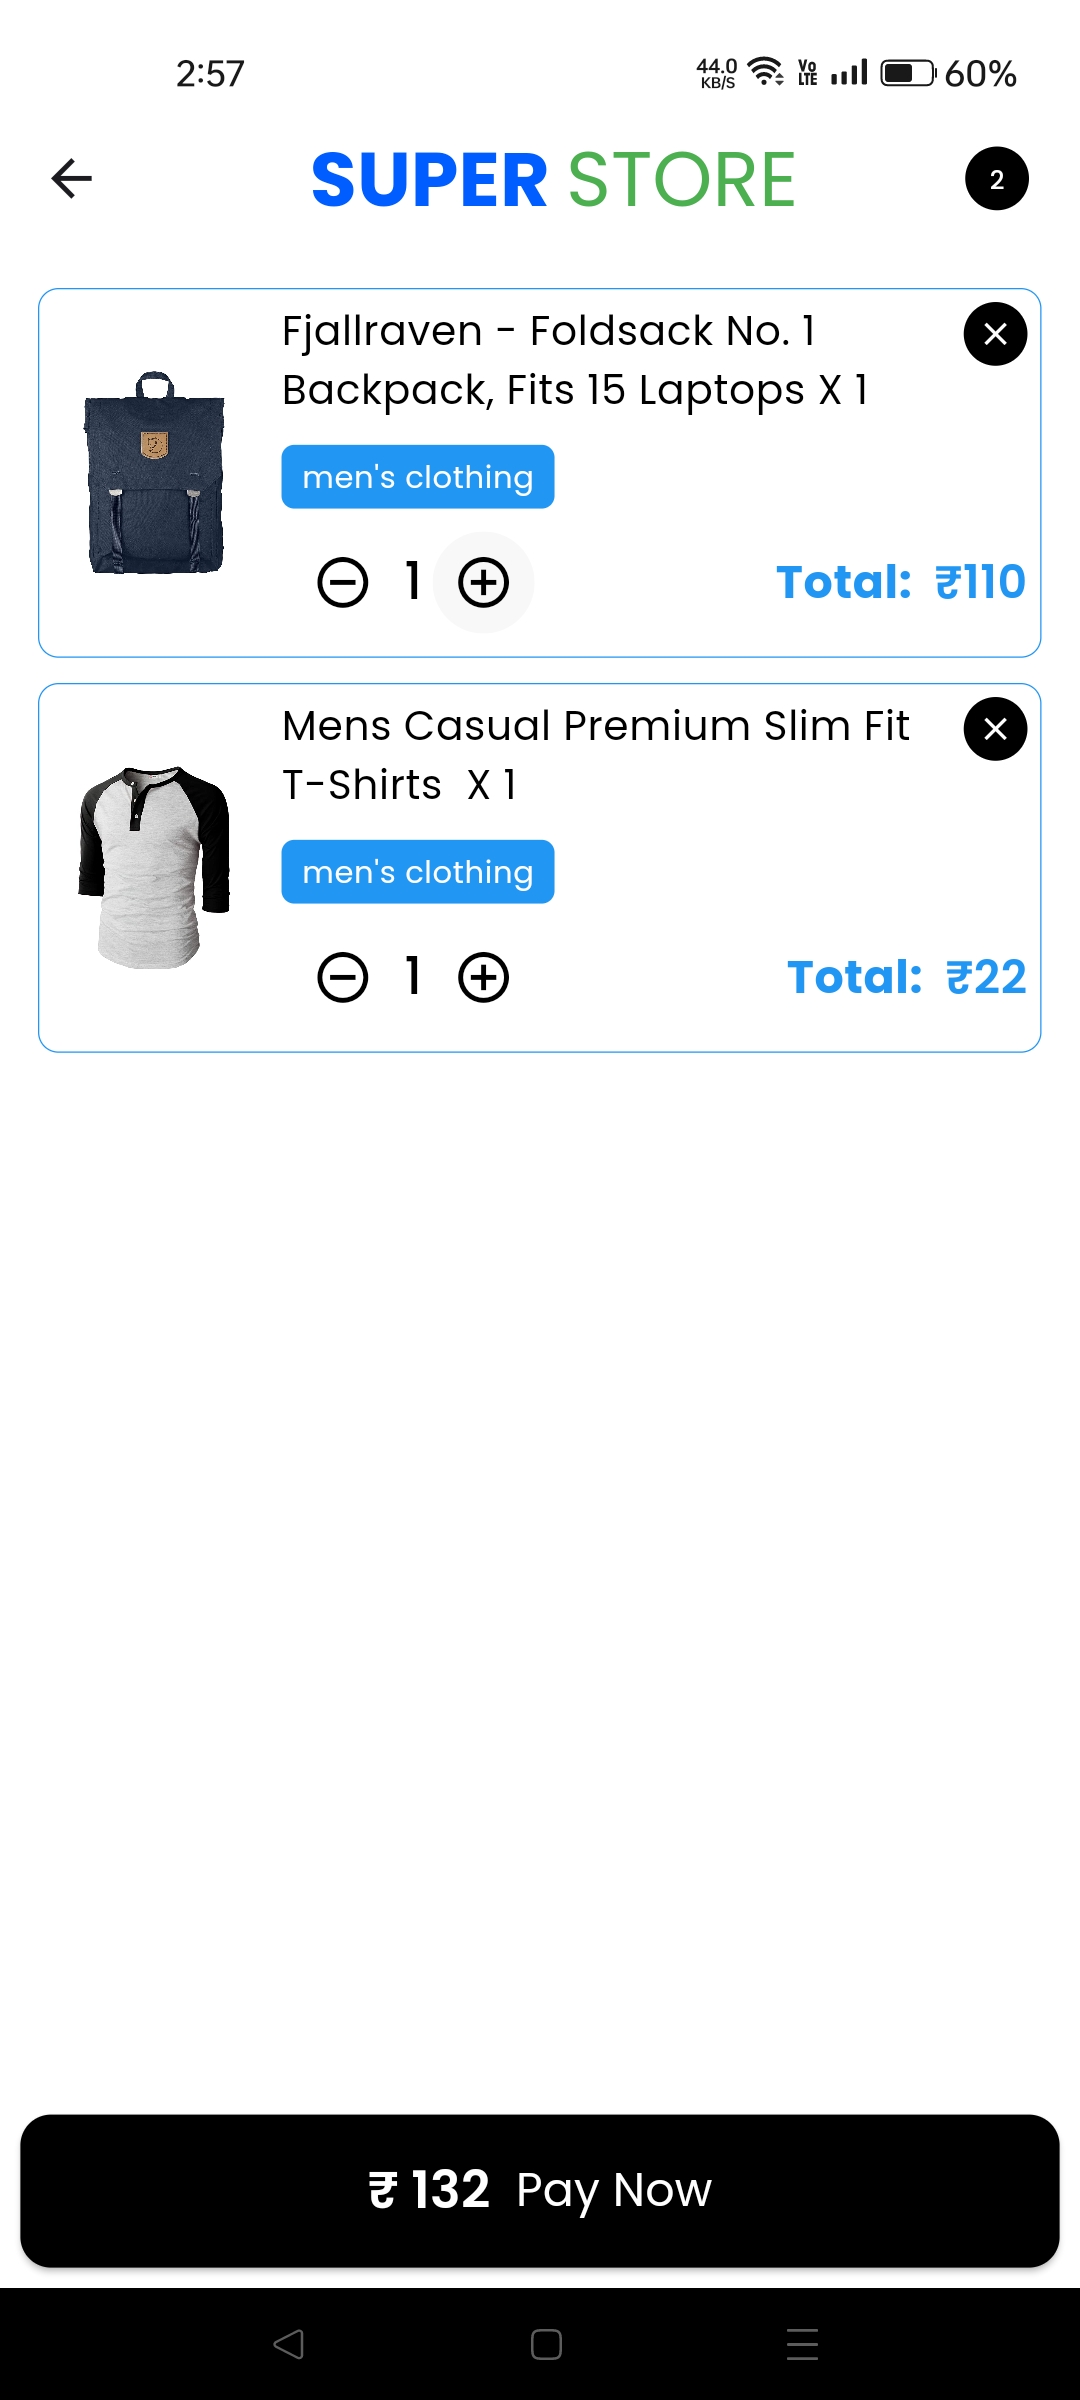 2:57
44.0 KB/S Vo LTE 60%
SUPER STORE
2
Fjallraven - Foldsack No. 1
Backpack, Fits 15 Laptops X 1
men's clothing
1
Total: ₹110
Mens Casual Premium Slim Fit
T-Shirts X 1
men's clothing
1
Total: ₹22
₹ 132 Pay Now